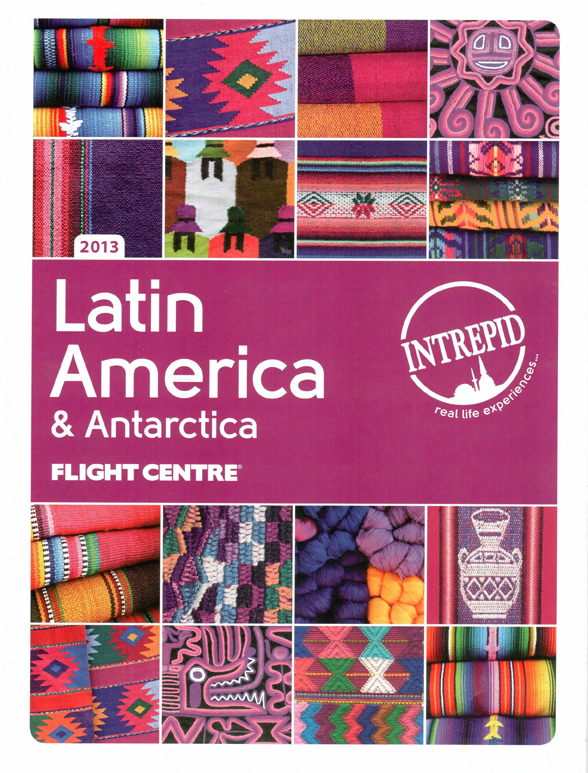 2013
Latin
America
& Antarctica
FLIGHT CENTRE®
INTREPID
real life experiences...